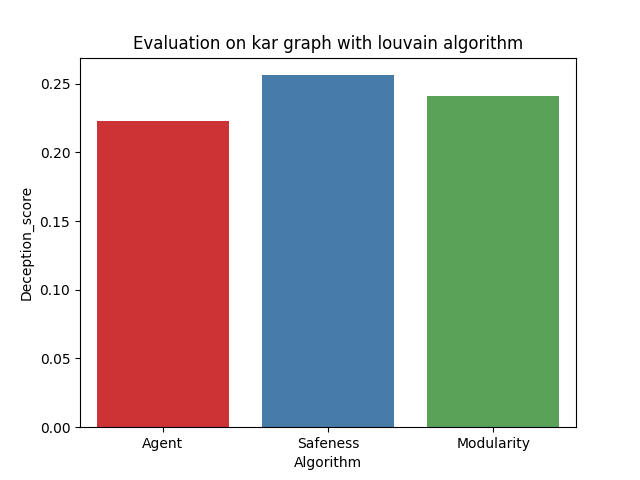 Evaluation on kar graph with louvain algorithm
0.25
0.20
0.15
0.10
0.05
0.00
Deception_score
Agent Safeness Modularity
Algorithm